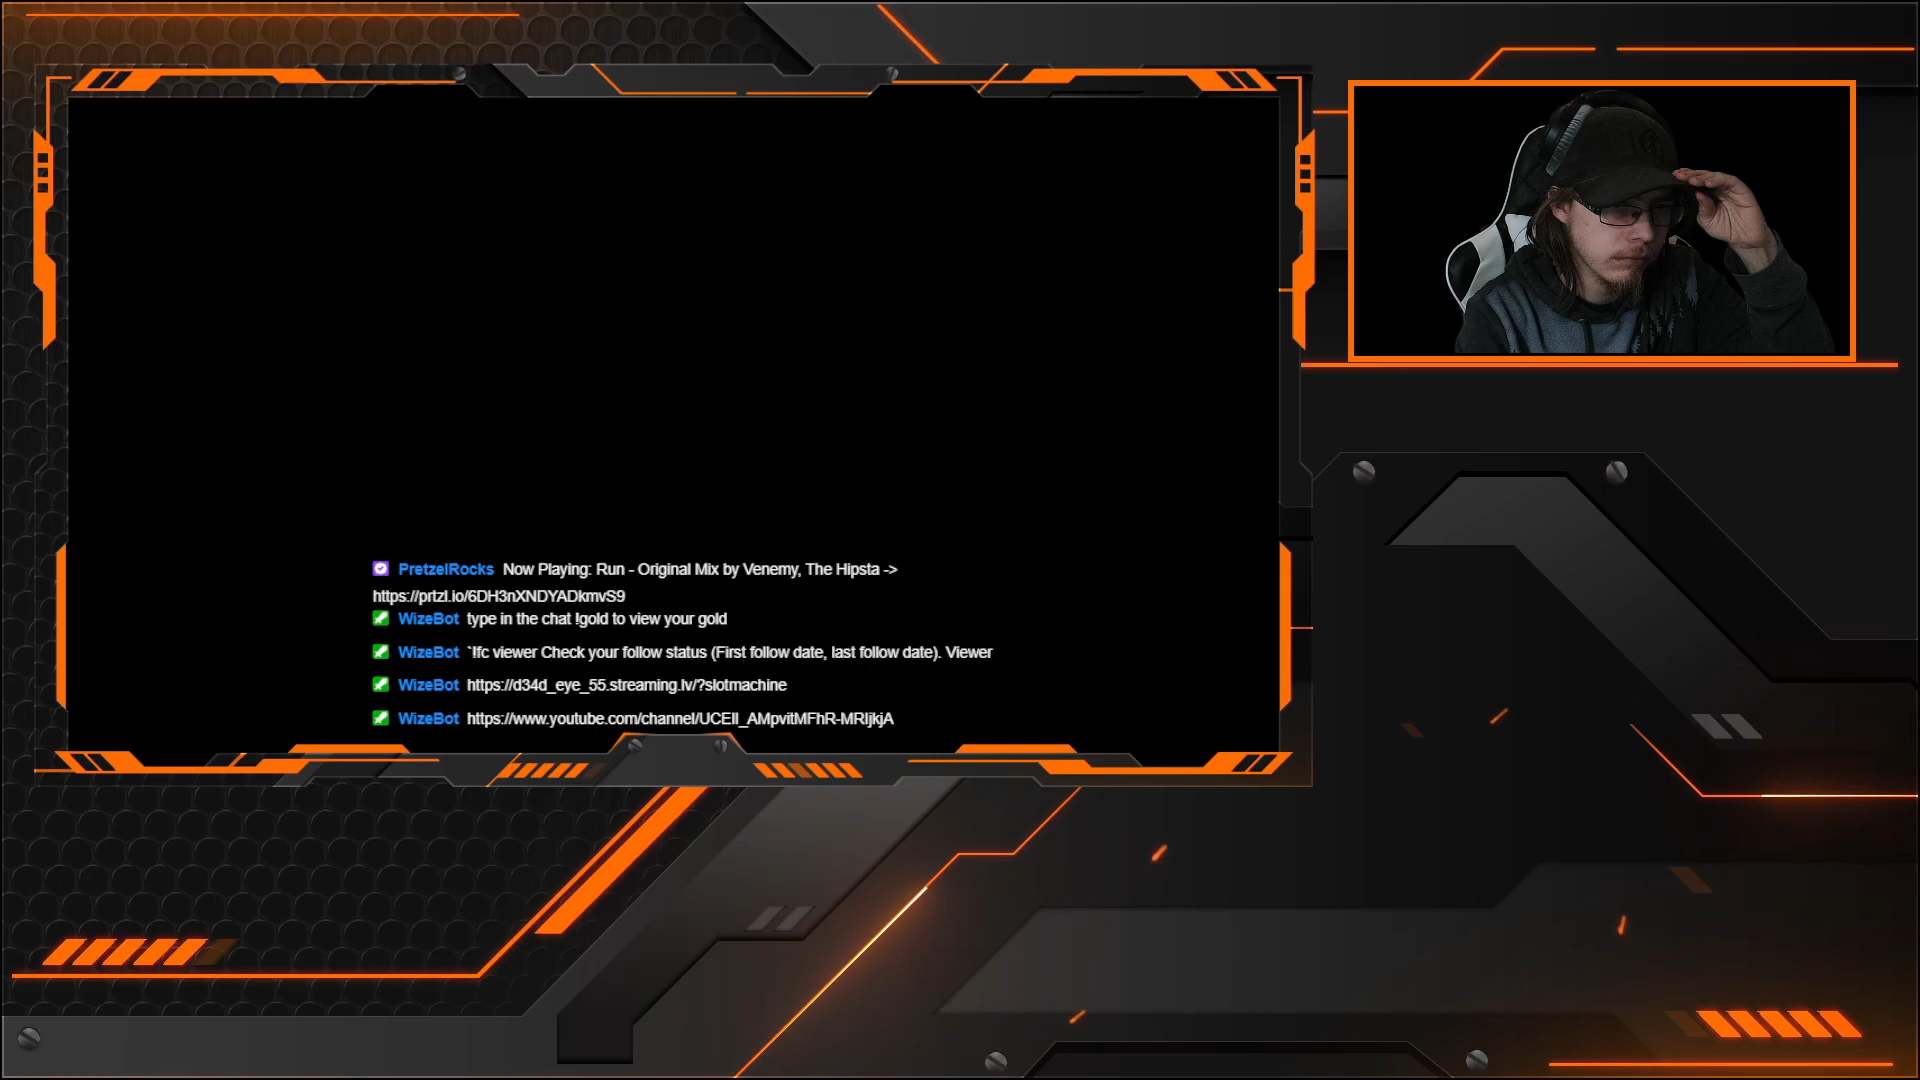 PretzelRocks Now Playing: Run - Original Mix by Venemy, The Hipsta ->
https://prtzl.io/6DH3nXNDYADkmvS9
WizeBot type in the chat !gold to view your gold
WizeBot `!fc viewer Check your follow status (First follow date, last follow date). Viewer
WizeBot https://d34d_eye_55.streaming.lv/?slotmachine
WizeBot https://www.youtube.com/channel/UCEII_AMpvitMFhR-MRIjkjA